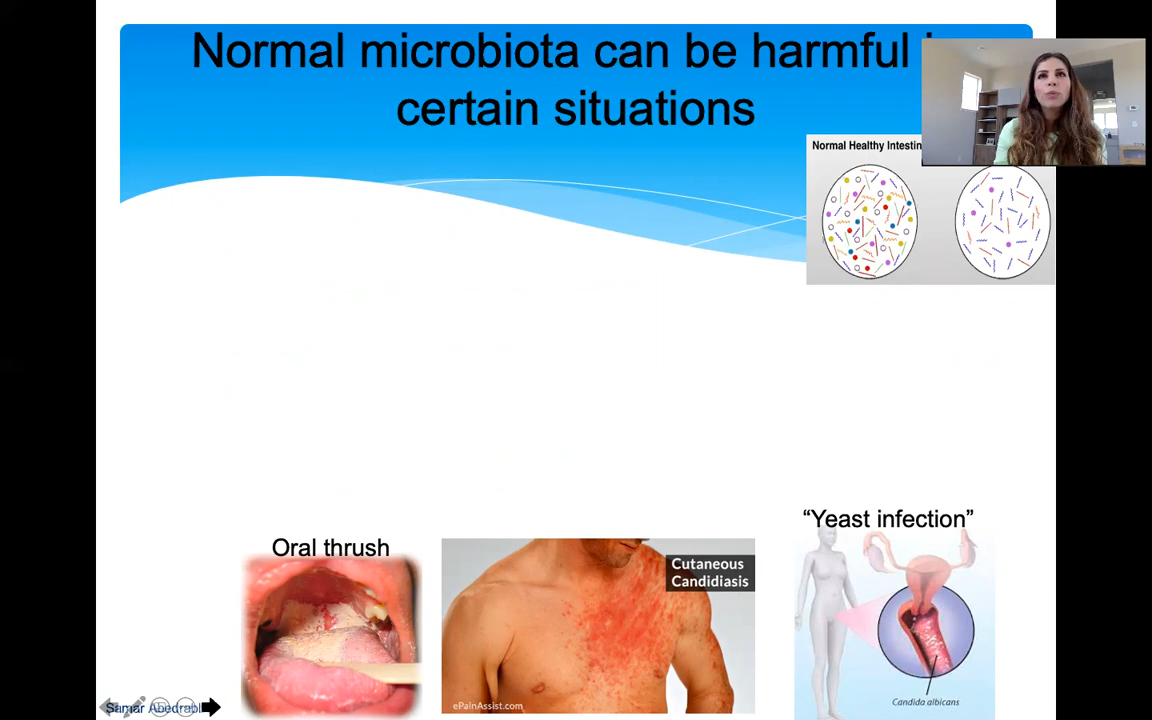 Normal microbiota can be harmful
certain situations
Normal Healthy Intestin
"Yeast infection"
Oral thrush
Cutaneous
Candidiasis
ePainAssist.com
Candida albicans
Samar